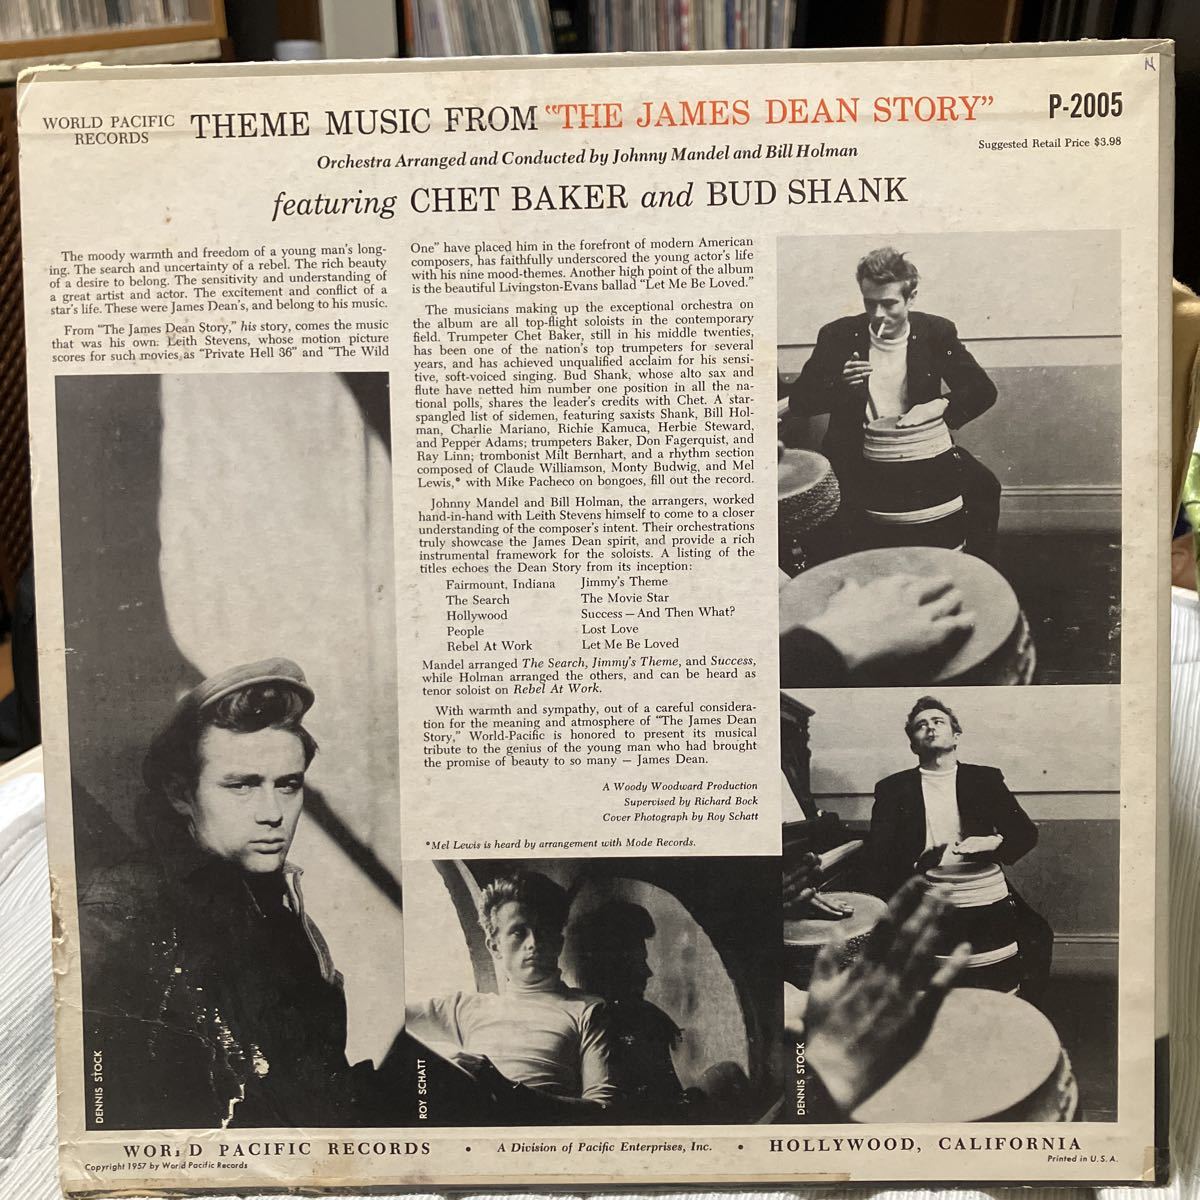 WORLD PACIFIC
RECORDS
THEME MUSIC FROM "THE JAMES DEAN STORY"
P-2005
Suggested Retail Price $3.98
N
Orchestra Arranged and Conducted by Johnny Mandel and Bill Holman
featuring CHET BAKER and BUD SHANK
The moody warmth and freedom of a young man's long-
ing. The search and uncertainty of a rebel. The rich beauty
of a desire to belong. The sensitivity and understanding of
a great artist and actor. The excitement and conflict of a
star's life. These were James Dean's, and belong to his music.
From "The James Dean Story," his story, comes the music
that was his own. Leith Stevens, whose motion picture
scores for such movies as "Private Hell 36" and "The Wild
One" have placed him in the forefront of modern American
composers, has faithfully underscored the young actor's life
with his nine mood-themes. Another high point of the album
is the beautiful Livingston-Evans ballad "Let Me Be Loved."
The musicians making up the exceptional orchestra on
the album are all top-flight soloists in the contemporary
field. Trumpeter Chet Baker, still in his middle twenties,
has been one of the nation's top trumpeters for several
years, and has achieved unqualified acclaim for his sensi-
tive, soft-voiced singing. Bud Shank, whose alto sax and
flute have netted him number one position in all the na-
tional polls, shares the leader's credits with Chet. A star-
spangled list of sidemen, featuring saxists Shank, Bill Hol-
man, Charlie Mariano, Richie Kamuca, Herbie Steward,
and Pepper Adams; trumpeters Baker, Don Fagerquist, and
Ray Linn; trombonist Milt Bernhart, and a rhythm section
composed of Claude Williamson, Monty Budwig, and Mel
Lewis,* with Mike Pacheco on bongoes, fill out the record.
Johnny Mandel and Bill Holman, the arrangers, worked
hand-in-hand with Leith Stevens himself to come to a closer
understanding of the composer's intent. Their orchestrations
truly showcase the James Dean spirit, and provide a rich
instrumental framework for the soloists. A listing of the
titles echoes the Dean Story from its inception:
Fairmount, Indiana
The Search
Hollywood
People
Rebel At Work
Jimmy's Theme
The Movie Star
Success – And Then What?
Lost Love
Let Me Be Loved
Mandel arranged The Search, Jimmy's Theme, and Success,
while Holman arranged the others, and can be heard as
tenor soloist on Rebel At Work.
With warmth and sympathy, out of a careful considera-
tion for the meaning and atmosphere of "The James Dean
Story," World-Pacific is honored to present its musical
tribute to the genius of the young man who had brought
the promise of beauty to so many – James Dean.
A Woody Woodward Production
Supervised by Richard Bock
Cover Photograph by Roy Schatt
*Mel Lewis is heard by arrangement with Mode Records.
DENNIS STOCK
ROY SCHATT
DENNIS STOCK
WORLD PACIFIC RECORDS • A Division of Pacific Enterprises, Inc. • HOLLYWOOD, CALIFORNIA
Copyright 1957 by World Pacific Records
Printed in U.S.A.